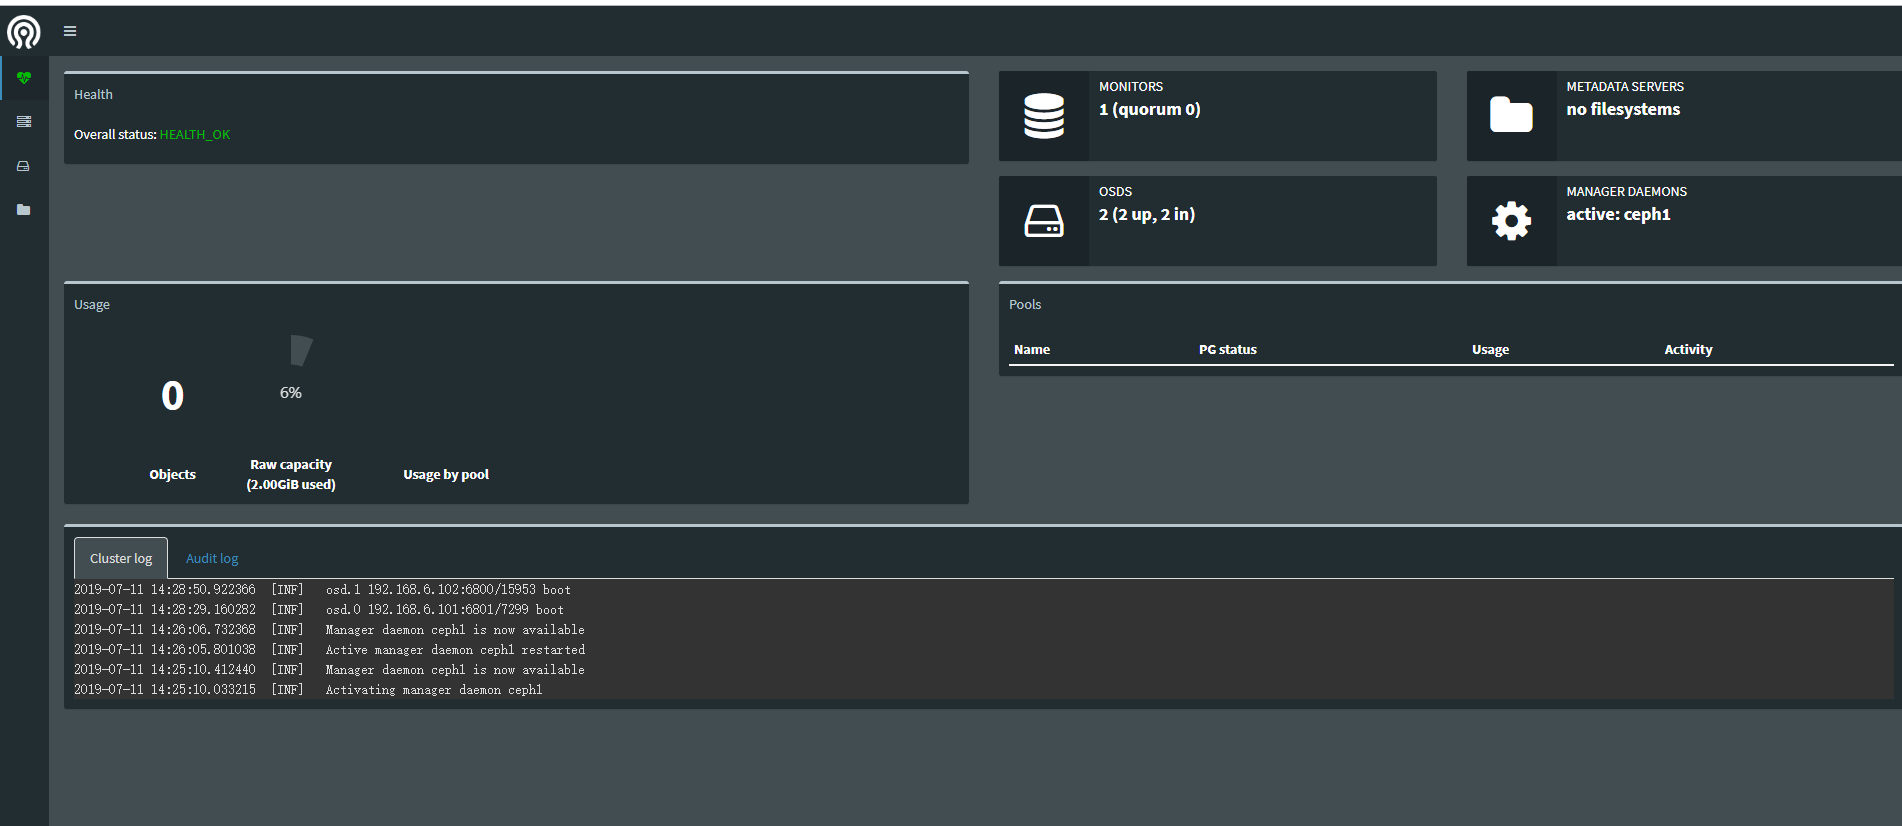 Health
Overall status: HEALTH_OK
MONITORS
1 (quorum 0)
METADATA SERVERS
no filesystems
OSDS
2 (2 up, 2 in)
MANAGER DAEMONS
active: ceph1
Usage
0
Objects
6%
Raw capacity
(2.00GiB used)
Usage by pool
Pools
Name PG status Usage Activity
Cluster log Audit log
2019-07-11 14:28:50.922366 [INF] osd.1 192.168.6.102:6800/15953 boot
2019-07-11 14:28:29.160282 [INF] osd.0 192.168.6.101:6801/7299 boot
2019-07-11 14:26:06.732368 [INF] Manager daemon ceph1 is now available
2019-07-11 14:26:05.801038 [INF] Active manager daemon ceph1 restarted
2019-07-11 14:25:10.412440 [INF] Manager daemon ceph1 is now available
2019-07-11 14:25:10.033215 [INF] Activating manager daemon ceph1